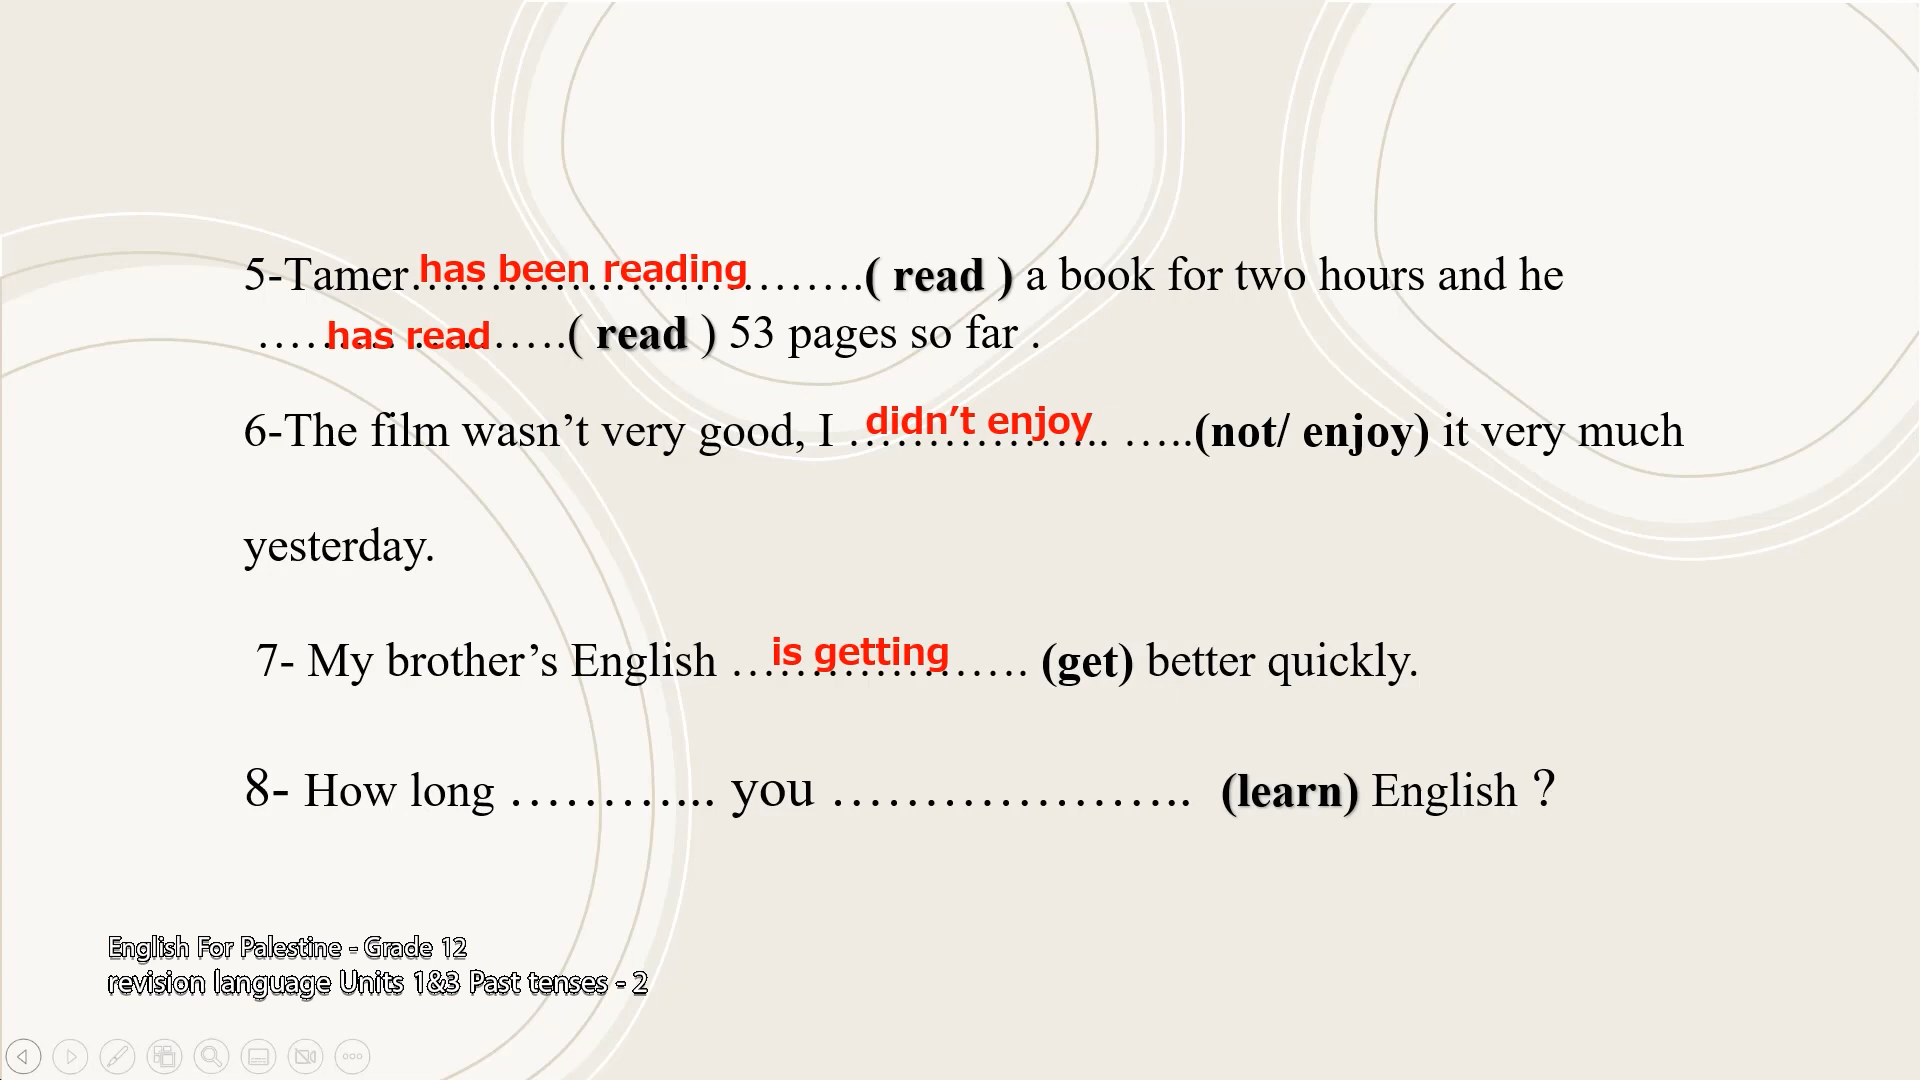 5-Tamer has been reading ……………………….( read ) a book for two hours and he
has read ……………….( read ) 53 pages so far .
6-The film wasn’t very good, I didn’t enjoy …………….. …..(not/ enjoy) it very much
yesterday.
7- My brother’s English is getting ………………. (get) better quickly.
8- How long ………... you ………………….. (learn) English ?
English For Palestine - Grade 12
revision language Units 1&3 Past tenses - 2